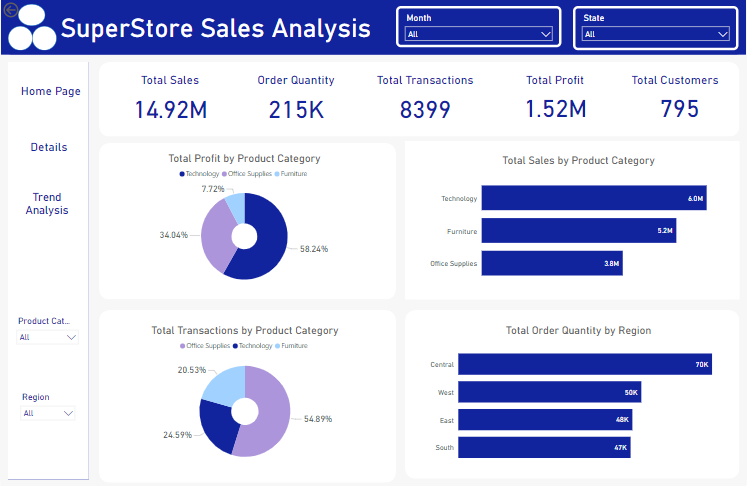 SuperStore Sales Analysis
Month
All
State
All
Home Page
Details
Trend
Analysis
Product Cat...
All
Region
All
Total Sales
14.92M
Order Quantity
215K
Total Transactions
8399
Total Profit
1.52M
Total Customers
795
Total Profit by Product Category
Technology Office Supplies Furniture
7.72%
34.04%
58.24%
Total Sales by Product Category
Technology 6.0M
Furniture 5.2M
Office Supplies 3.8M
Total Transactions by Product Category
Office Supplies Technology Furniture
20.53%
54.89%
24.59%
Total Order Quantity by Region
Central 70K
West 50K
East 48K
South 47K